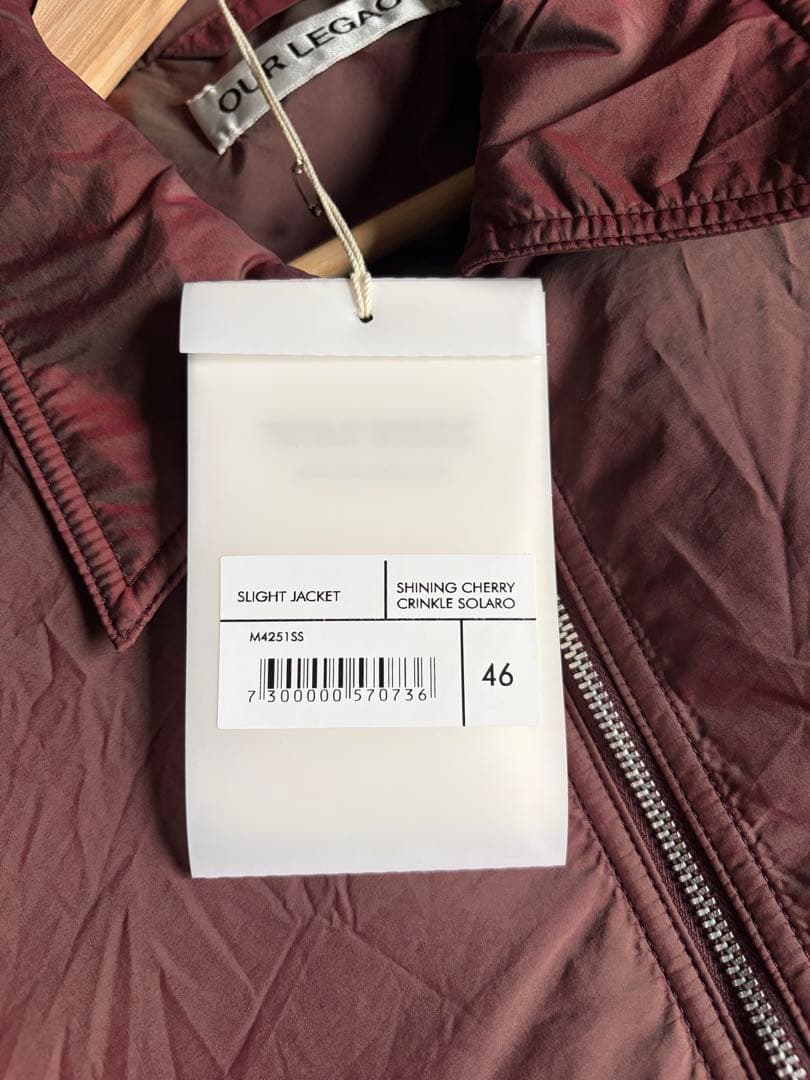 OUR LEGAC
SLIGHT JACKET
SHINING CHERRY
CRINKLE SOLARO
M4251SS
46
7 300000 570736